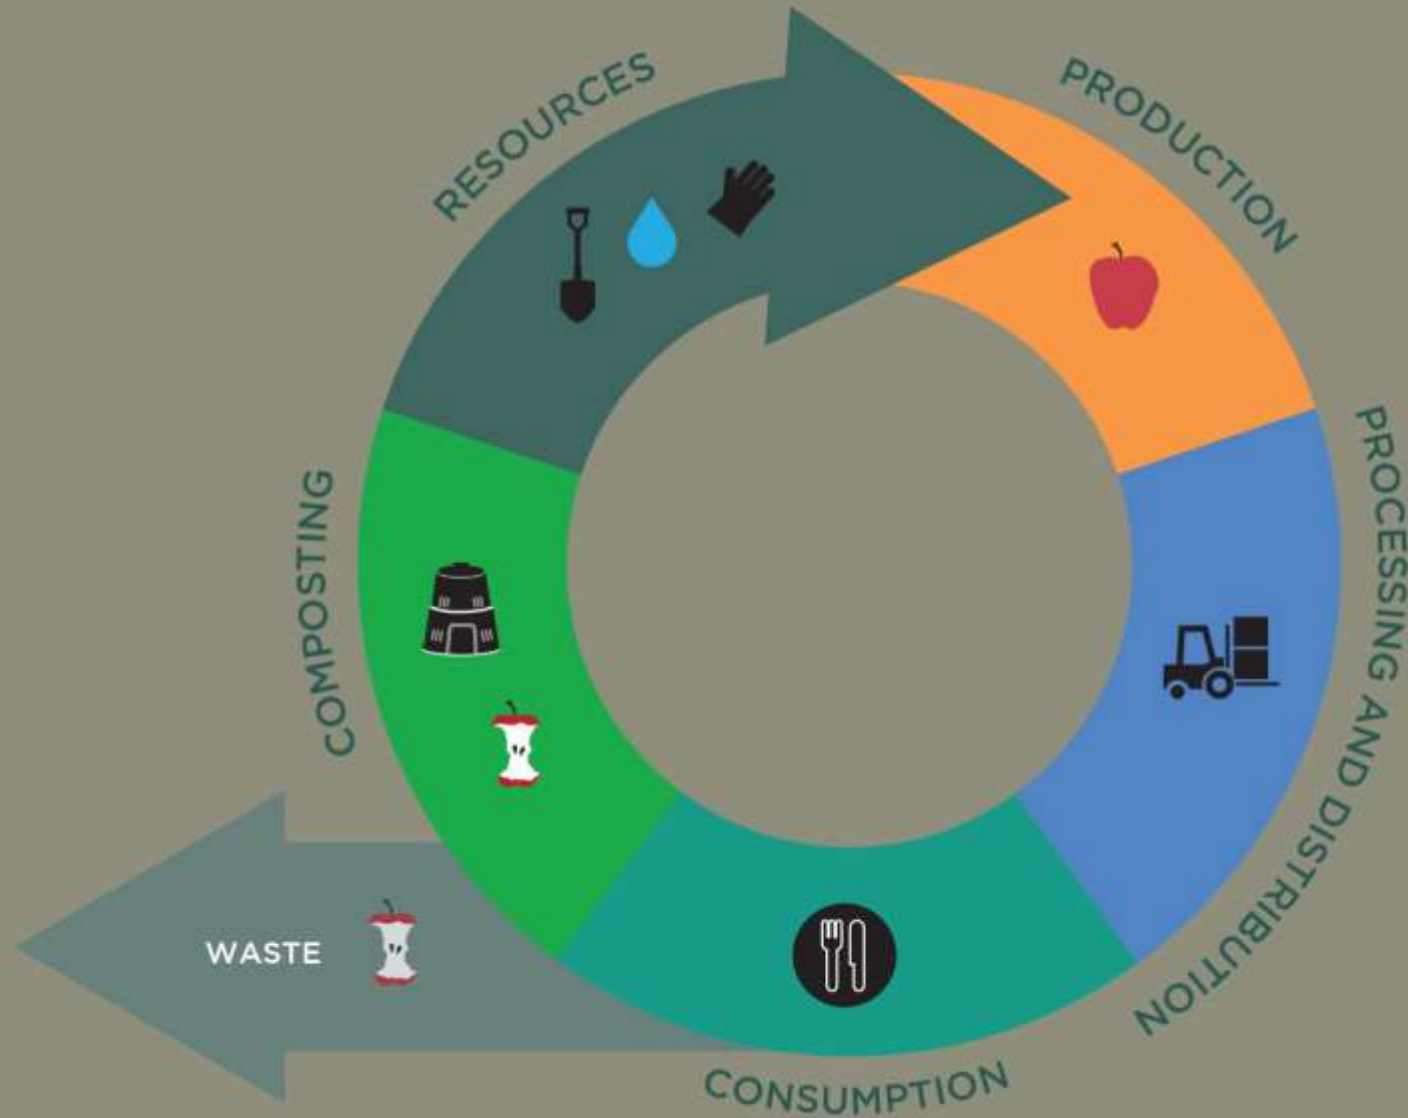 RESOURCES
PRODUCTION
PROCESSING AND DISTRIBUTION
CONSUMPTION
COMPOSTING
WASTE